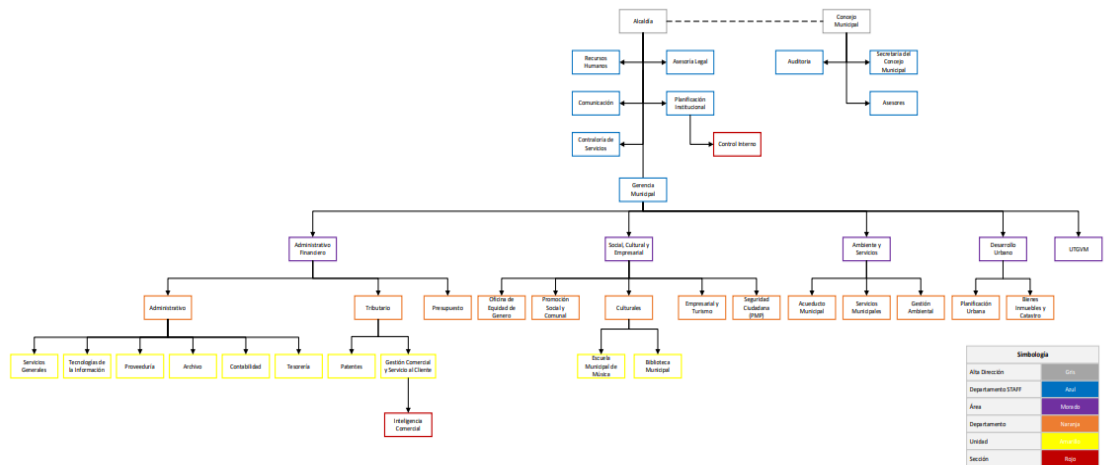 Alcaldía
Concejo
Municipal
Recursos
Humanos
Asesoría Legal
Auditoría
Secretaría del
Concejo
Municipal
Comunicación
Planificación
Institucional
Asesores
Contraloría de
Servicios
Control Interno
Gerencia
Municipal
Administrativo
Financiero
Social, Cultural y
Empresarial
Ambiente y
Servicios
Desarrollo
Urbano
UTGVM
Administrativo
Tributario
Presupuesto
Oficina de
Equidad de
Genero
Promoción
Social y
Comunal
Culturales
Empresarial y
Turismo
Seguridad
Ciudadana
(PMP)
Acueducto
Municipal
Servicios
Municipales
Gestión
Ambiental
Planificación
Urbana
Bienes
Inmuebles y
Catastro
Servicios
Generales
Tecnologías de
la Información
Proveeduría
Archivo
Contabilidad
Tesorería
Patentes
Gestión Comercial
y Servicio al Cliente
Escuela
Municipal de
Música
Biblioteca
Municipal
Inteligencia
Comercial
Simbología
Alta Dirección Gris
Departamento STAFF Azul
Área Morado
Departamento Naranja
Unidad
Sección Rojo